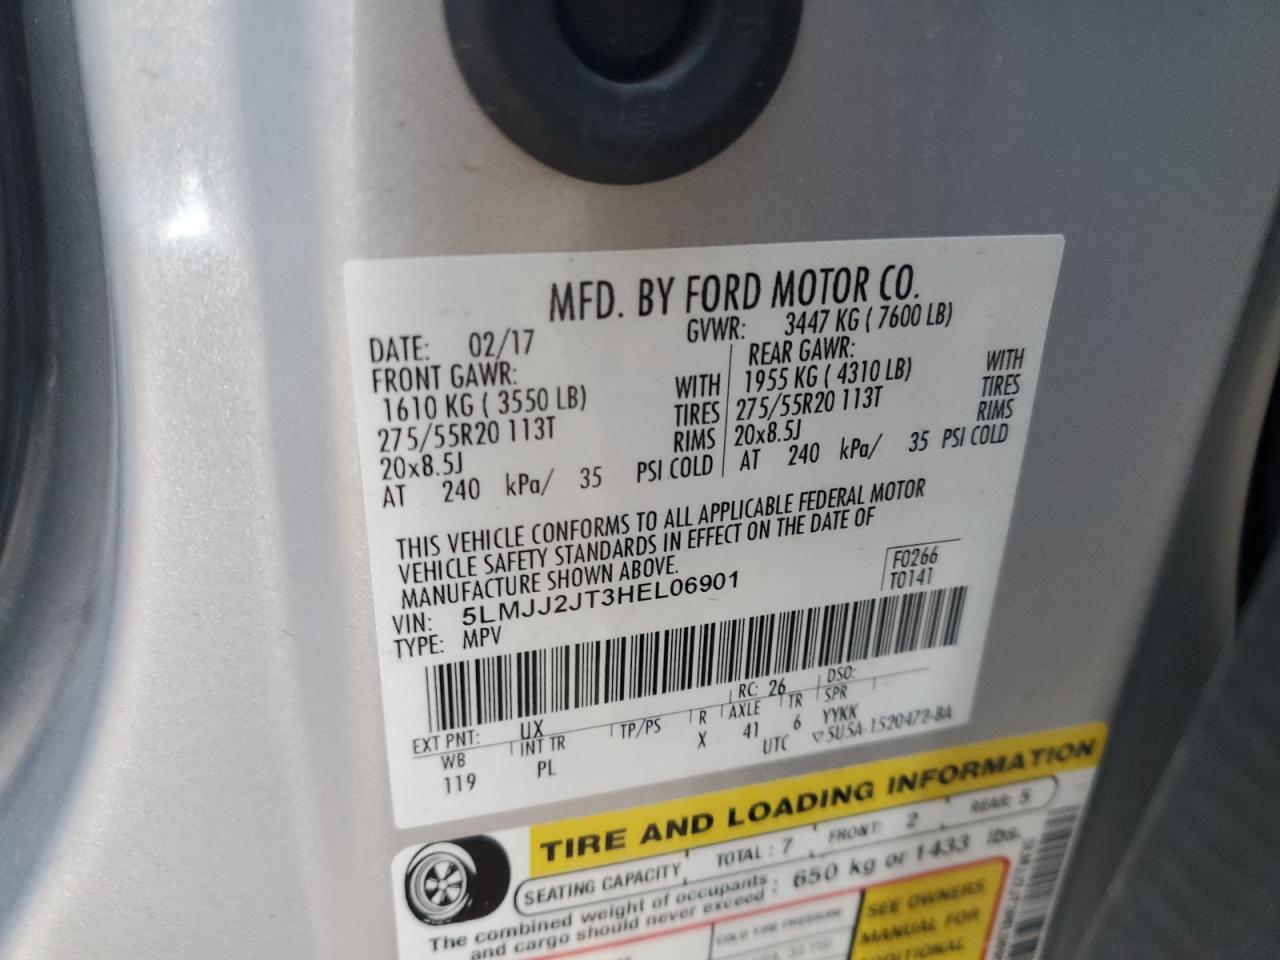 MFD. BY FORD MOTOR CO.
DATE: 02/17 GVWR: 3447 KG ( 7600 LB)
FRONT GAWR: REAR GAWR:
1610 KG ( 3550 LB) WITH 1955 KG ( 4310 LB) WITH
275/55R20 113T TIRES 275/55R20 113T TIRES
20x8.5J RIMS 20x8.5J RIMS
AT 240 kPa/ 35 PSI COLD AT 240 kPa/ 35 PSI COLD
THIS VEHICLE CONFORMS TO ALL APPLICABLE FEDERAL MOTOR
VEHICLE SAFETY STANDARDS IN EFFECT ON THE DATE OF
MANUFACTURE SHOWN ABOVE.
F0266
T0141
VIN: 5LMJJ2JT3HEL06901
TYPE: MPV
EXT PNT: UX RC: 26 DSO:
WB INT TR TP/PS R AXLE TR SPR
119 PL X 41 6 YYKK
UTC ▽5U5A-1520472-BA
TIRE AND LOADING INFORMATION
SEATING CAPACITY TOTAL : 7 FRONT: 2 REAR: 5
The combined weight of occupants : 650 kg or 1433 lbs.
and cargo should never exceed
COLD TIRE PRESSURE
SEE OWNERS
MANUAL FOR
ADDITIONAL